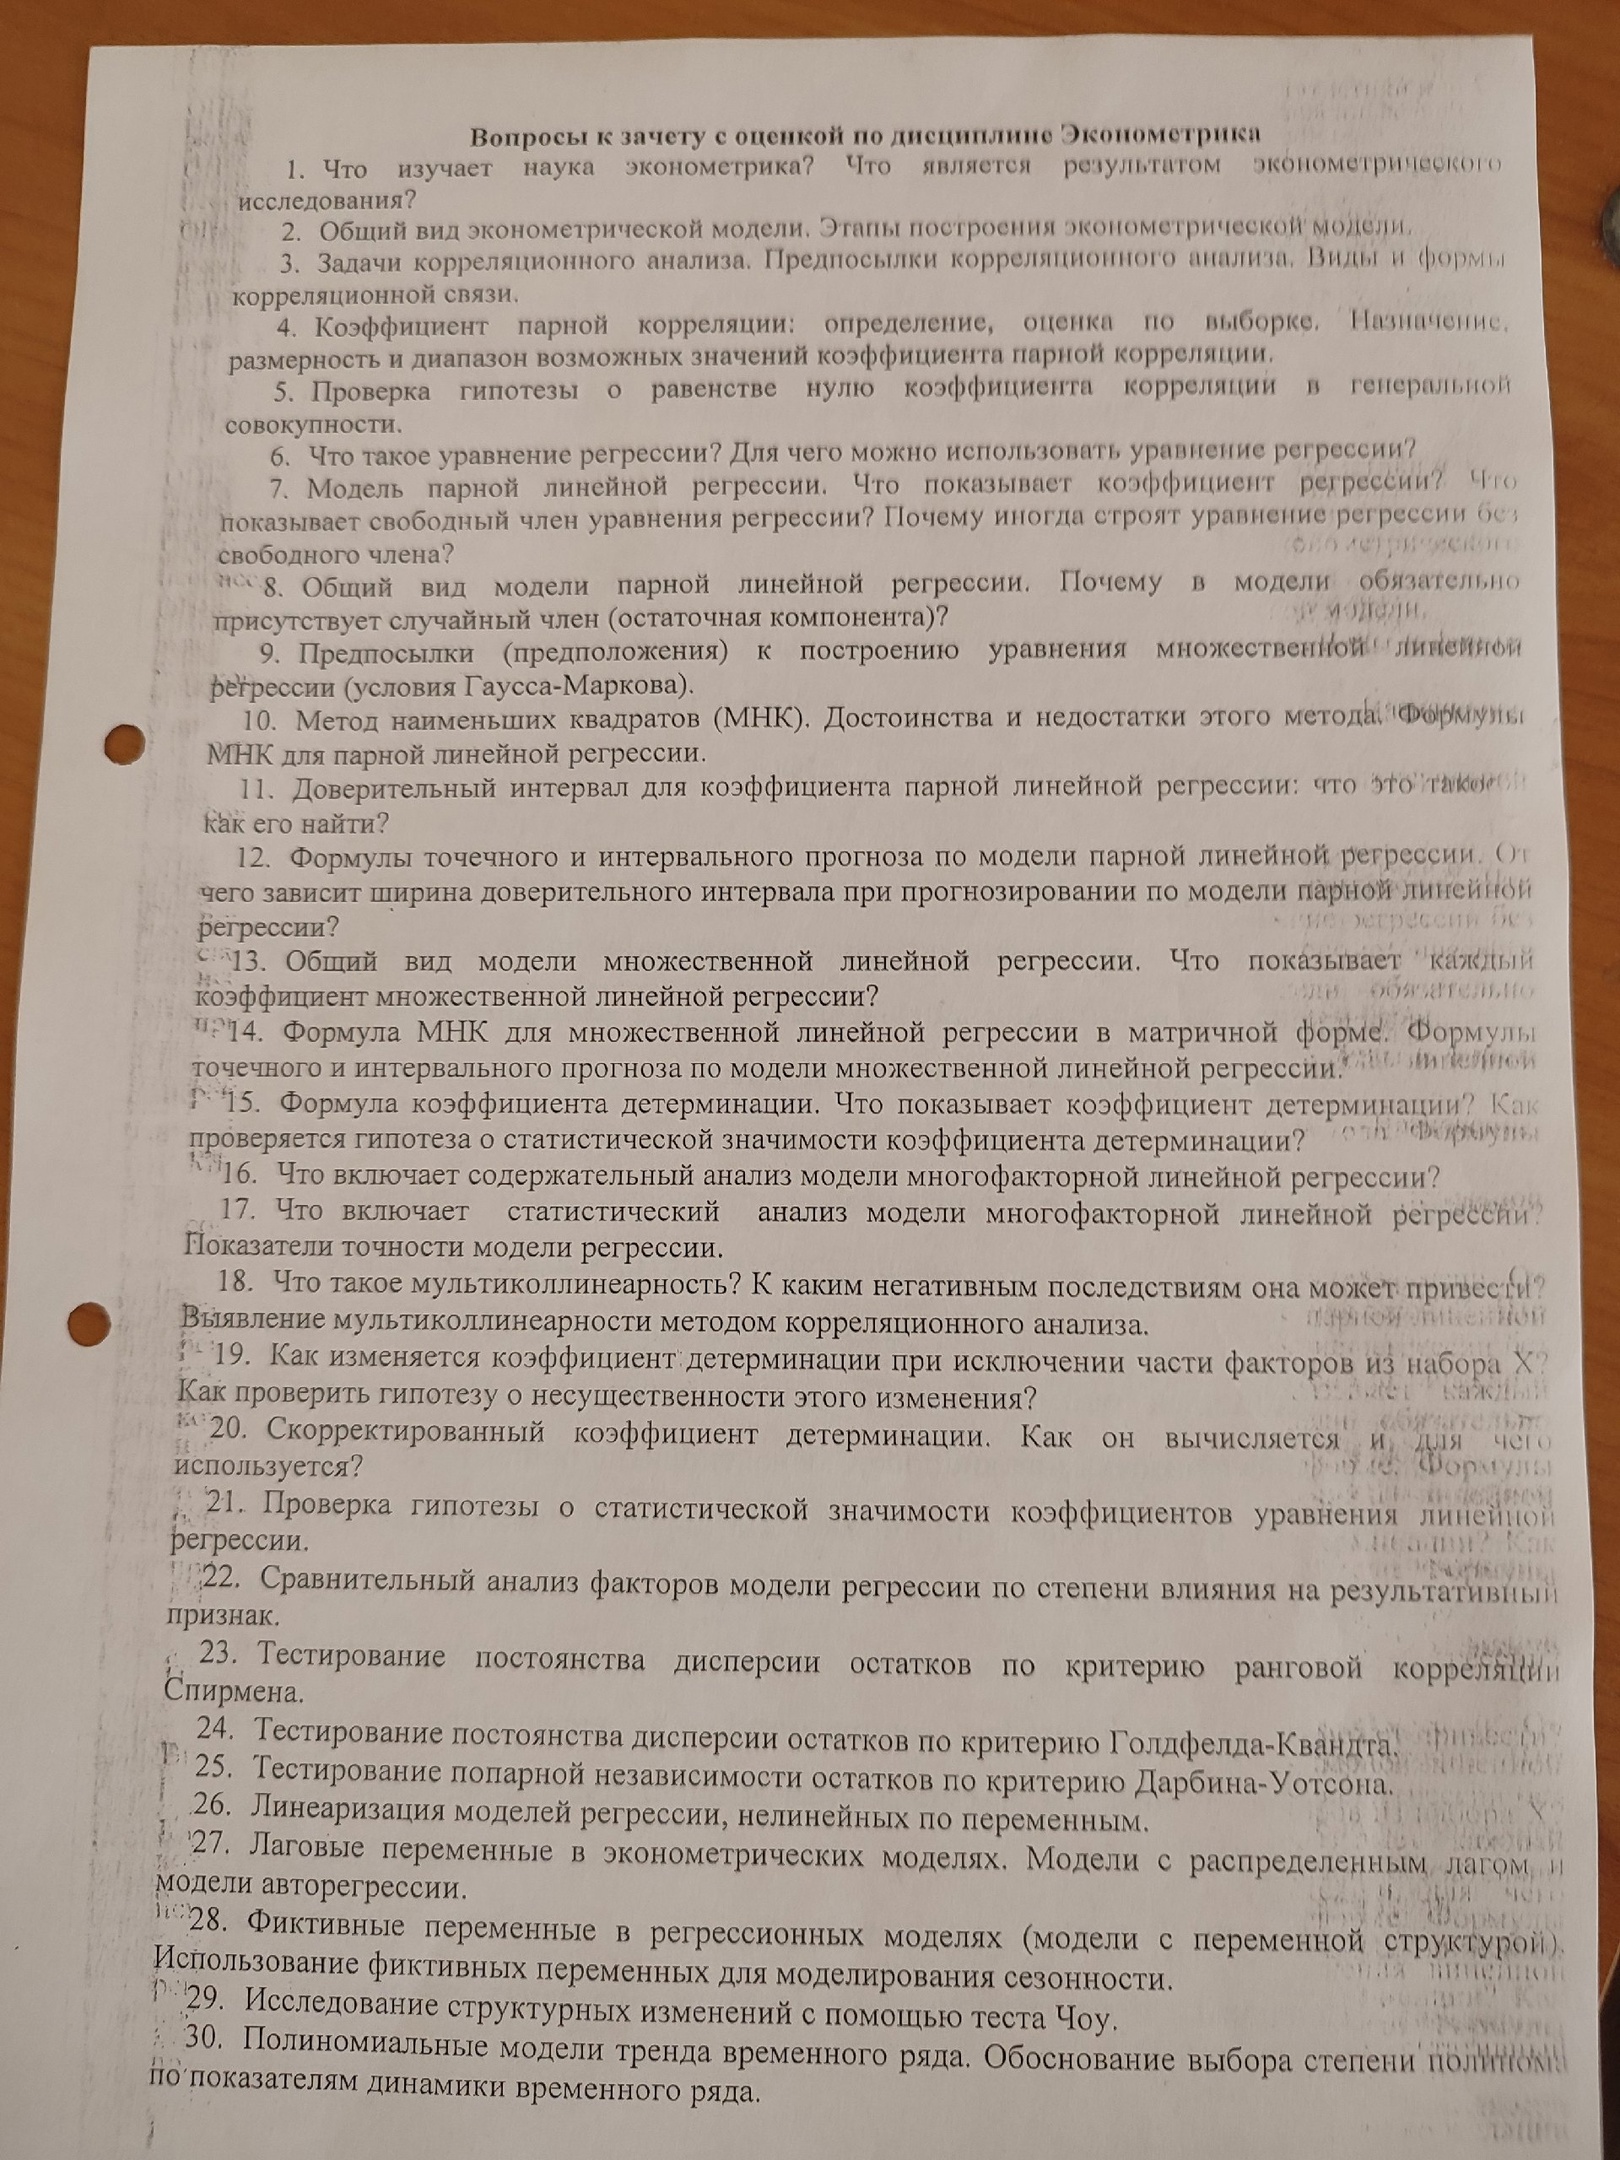 Вопросы к зачету с оценкой по дисциплине Эконометрика
1. Что изучает наука эконометрика? Что является результатом эконометрического
исследования?
2. Общий вид эконометрической модели. Этапы построения эконометрической модели.
3. Задачи корреляционного анализа. Предпосылки корреляционного анализа. Виды и формы
корреляционной связи.
4. Коэффициент парной корреляции: определение, оценка по выборке. Назначение,
размерность и диапазон возможных значений коэффициента парной корреляции.
5. Проверка гипотезы о равенстве нулю коэффициента корреляции в генеральной
совокупности.
6. Что такое уравнение регрессии? Для чего можно использовать уравнение регрессии?
7. Модель парной линейной регрессии. Что показывает коэффициент регрессии? Что
показывает свободный член уравнения регрессии? Почему иногда строят уравнение регрессии без
свободного члена?
8. Общий вид модели парной линейной регрессии. Почему в модели обязательно
присутствует случайный член (остаточная компонента)?
9. Предпосылки (предположения) к построению уравнения множественной линейной
регрессии (условия Гаусса-Маркова).
10. Метод наименьших квадратов (МНК). Достоинства и недостатки этого метода. Формулы
МНК для парной линейной регрессии.
11. Доверительный интервал для коэффициента парной линейной регрессии: что это такое
как его найти?
12. Формулы точечного и интервального прогноза по модели парной линейной регрессии. От
чего зависит ширина доверительного интервала при прогнозировании по модели парной линейной
регрессии?
13. Общий вид модели множественной линейной регрессии. Что показывает каждый
коэффициент множественной линейной регрессии?
14. Формула МНК для множественной линейной регрессии в матричной форме. Формулы
точечного и интервального прогноза по модели множественной линейной регрессии.
15. Формула коэффициента детерминации. Что показывает коэффициент детерминации? Как
проверяется гипотеза о статистической значимости коэффициента детерминации?
16. Что включает содержательный анализ модели многофакторной линейной регрессии?
17. Что включает статистический анализ модели многофакторной линейной регрессии?
Показатели точности модели регрессии.
18. Что такое мультиколлинеарность? К каким негативным последствиям она может привести?
Выявление мультиколлинеарности методом корреляционного анализа.
19. Как изменяется коэффициент детерминации при исключении части факторов из набора X?
Как проверить гипотезу о несущественности этого изменения?
20. Скорректированный коэффициент детерминации. Как он вычисляется и для чего
используется?
21. Проверка гипотезы о статистической значимости коэффициентов уравнения линейной
регрессии.
22. Сравнительный анализ факторов модели регрессии по степени влияния на результативный
признак.
23. Тестирование постоянства дисперсии остатков по критерию ранговой корреляции
Спирмена.
24. Тестирование постоянства дисперсии остатков по критерию Голдфелда-Квандта.
25. Тестирование попарной независимости остатков по критерию Дарбина-Уотсона.
26. Линеаризация моделей регрессии, нелинейных по переменным.
27. Лаговые переменные в эконометрических моделях. Модели с распределенным лагом и
модели авторегрессии.
28. Фиктивные переменные в регрессионных моделях (модели с переменной структурой).
Использование фиктивных переменных для моделирования сезонности.
29. Исследование структурных изменений с помощью теста Чоу.
30. Полиномиальные модели тренда временного ряда. Обоснование выбора степени полинома
по показателям динамики временного ряда.